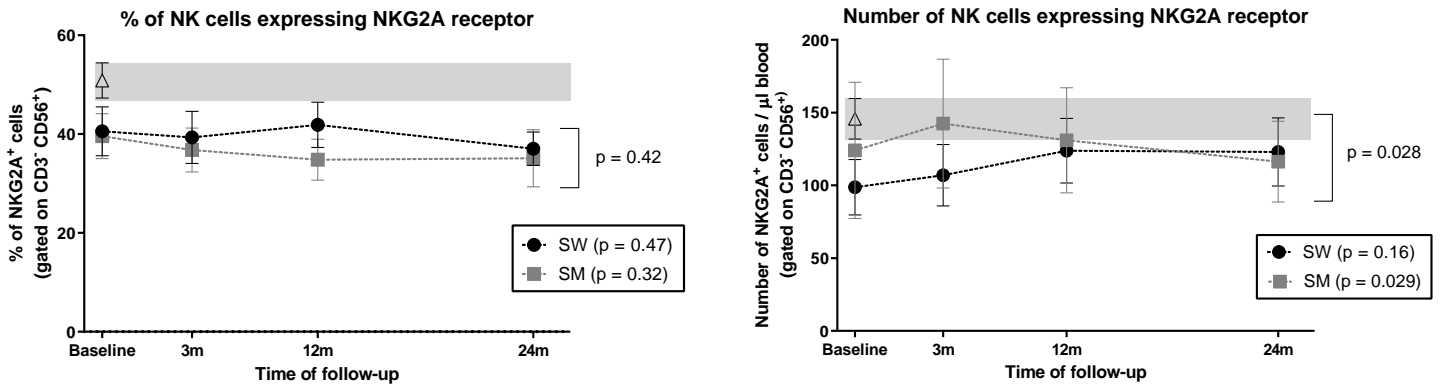 % of NK cells expressing NKG2A receptor
% of NKG2A⁺ cells
(gated on CD3⁻ CD56⁺)
60
40
20
0
Baseline 3m 12m 24m
Time of follow-up
p = 0.42
SW (p = 0.47)
SM (p = 0.32)
Number of NK cells expressing NKG2A receptor
Number of NKG2A⁺ cells / µl blood
(gated on CD3⁻ CD56⁺)
200
150
100
50
0
Baseline 3m 12m 24m
Time of follow-up
p = 0.028
SW (p = 0.16)
SM (p = 0.029)